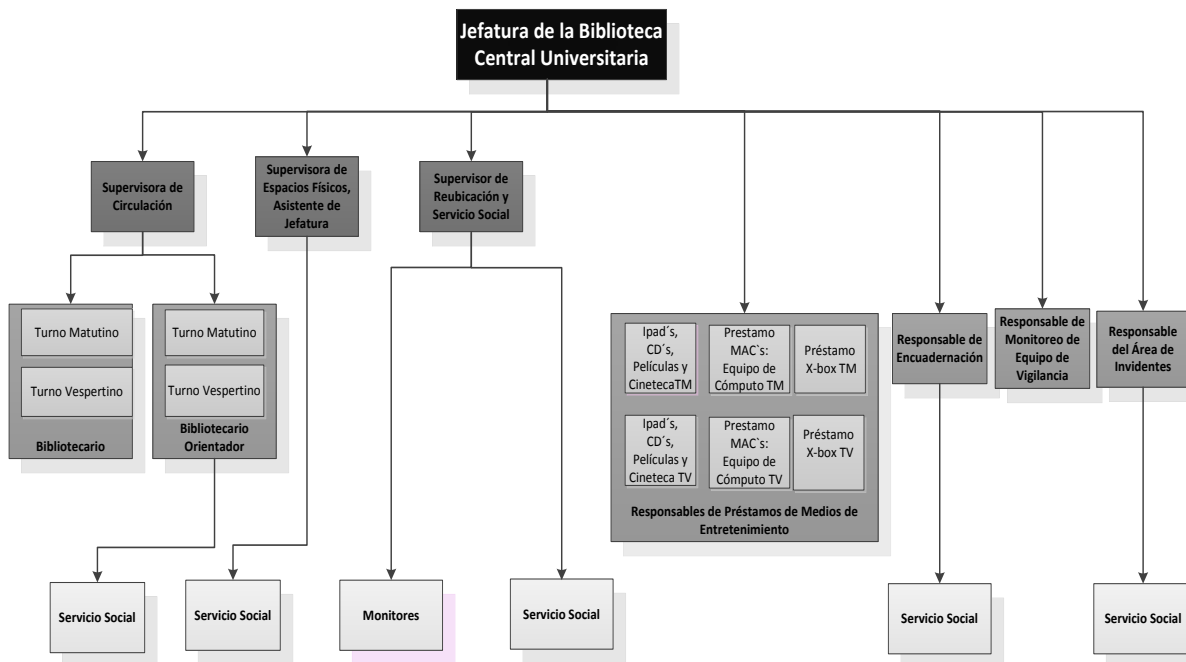 Jefatura de la Biblioteca
Central Universitaria
Supervisora de
Circulación
Supervisora de
Espacios Físicos,
Asistente de
Jefatura
Supervisor de
Reubicación y
Servicio Social
Turno Matutino
Turno Vespertino
Bibliotecario
Turno Matutino
Turno Vespertino
Bibliotecario
Orientador
Ipad´s,
CD´s,
Películas y
CinetecaTM
Prestamo
MAC`s:
Equipo de
Cómputo TM
Préstamo
X-box TM
Ipad´s,
CD´s,
Películas y
Cineteca TV
Prestamo
MAC`s:
Equipo de
Cómputo TV
Préstamo
X-box TV
Responsables de Préstamos de Medios de
Entretenimiento
Responsable de
Encuadernación
Responsable de
Monitoreo de
Equipo de
Vigilancia
Responsable
del Área de
Invidentes
Servicio Social
Servicio Social
Monitores
Servicio Social
Servicio Social
Servicio Social